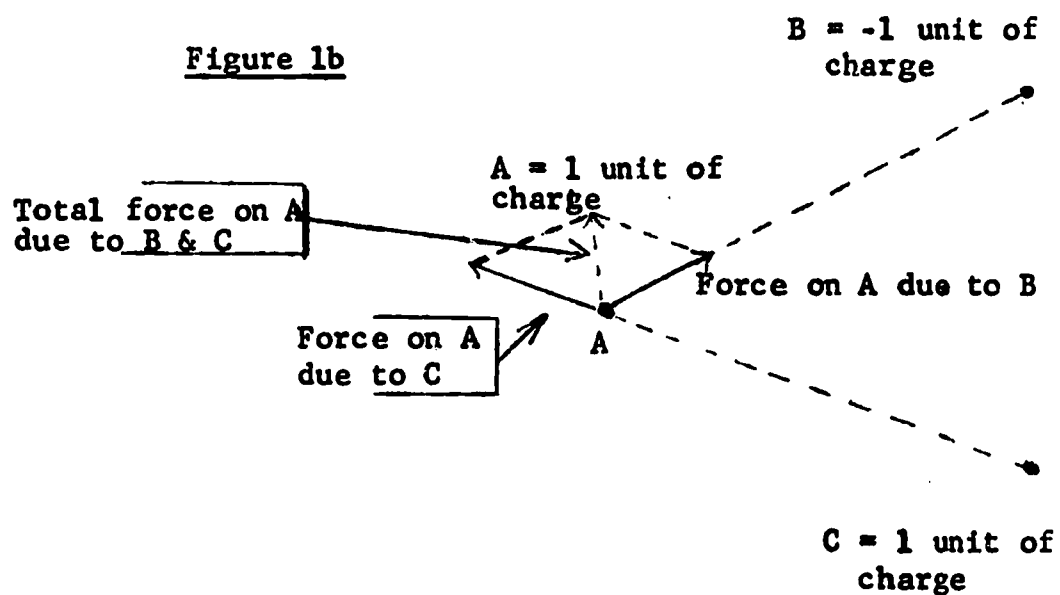 Figure 1b
B = -1 unit of
charge
A = 1 unit of
charge
Total force on A
due to B & C
Force on A due to B
Force on A
due to C
A
C = 1 unit of
charge